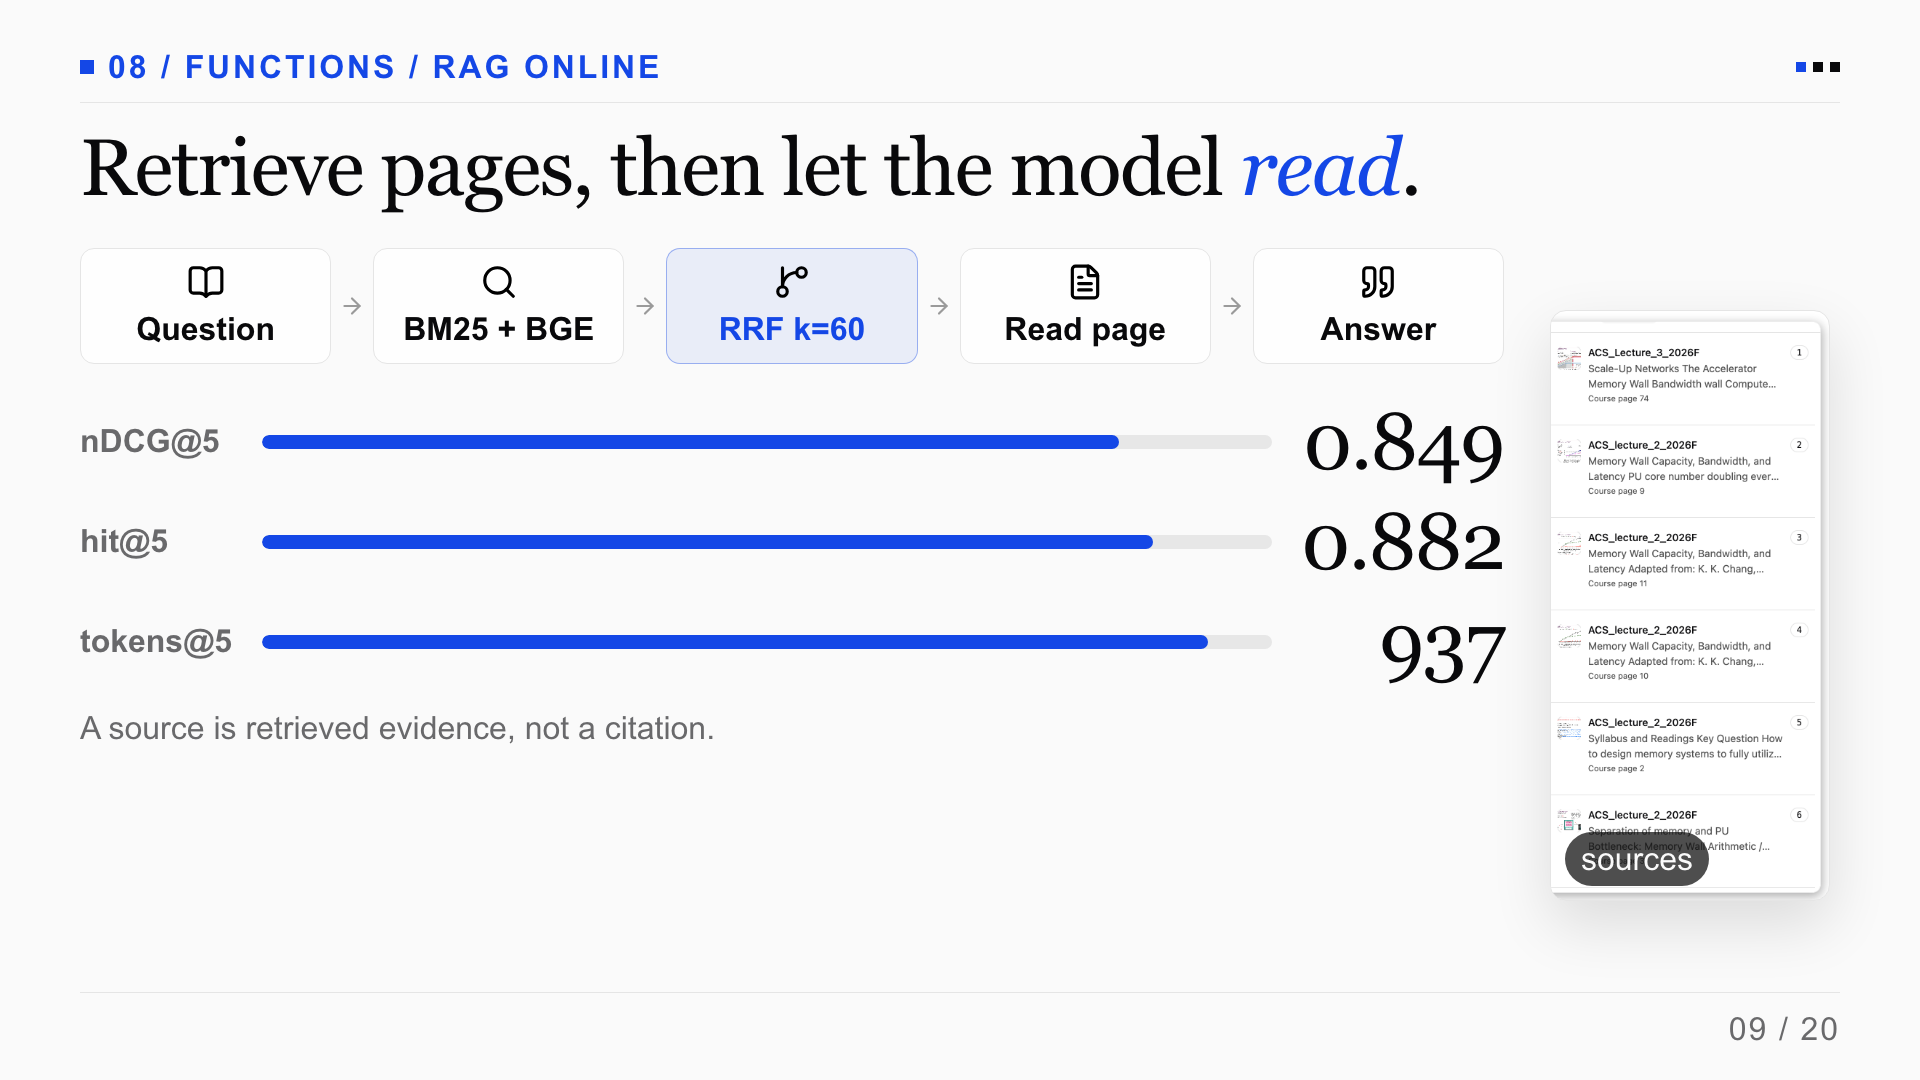 08 / FUNCTIONS / RAG ONLINE
Retrieve pages, then let the model read.
Question
BM25 + BGE
RRF k=60
Read page
Answer
nDCG@5
0.849
hit@5
0.882
tokens@5
937
A source is retrieved evidence, not a citation.
ACS_Lecture_3_2026F
1
Scale-Up Networks The Accelerator
Memory Wall Bandwidth wall Compute...
Course page 74
ACS_lecture_2_2026F
2
Memory Wall Capacity, Bandwidth, and
Latency PU core number doubling ever...
Course page 9
ACS_lecture_2_2026F
3
Memory Wall Capacity, Bandwidth, and
Latency Adapted from: K. K. Chang,...
Course page 11
ACS_lecture_2_2026F
4
Memory Wall Capacity, Bandwidth, and
Latency Adapted from: K. K. Chang,...
Course page 10
ACS_lecture_2_2026F
5
Syllabus and Readings Key Question How
to design memory systems to fully utiliz...
Course page 2
ACS_lecture_2_2026F
6
Separation of memory and PU
Bottleneck: Memory Wall Arithmetic /...
sources
09 / 20